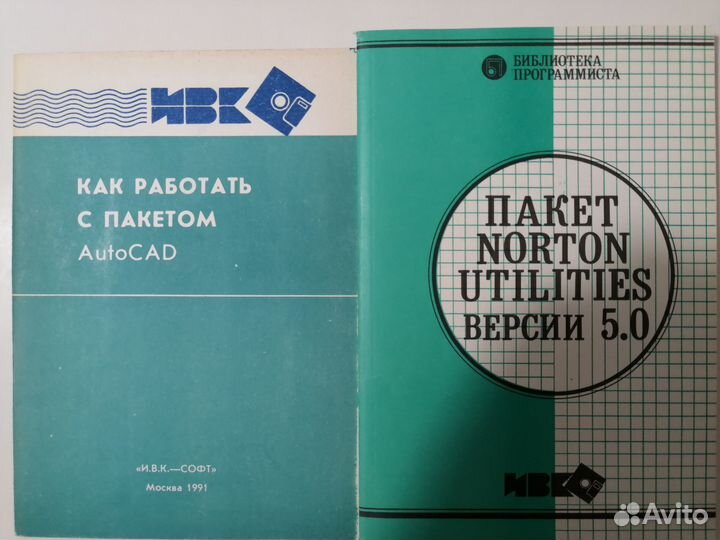 ИВК
КАК РАБОТАТЬ
С ПАКЕТОМ
AutoCAD
«И.В.К.—СОФТ»
Москва 1991
БИБЛИОТЕКА
ПРОГРАММИСТА
ПАКЕТ
NORTON
UTILITIES
ВЕРСИИ 5.0
ИВК
Avito